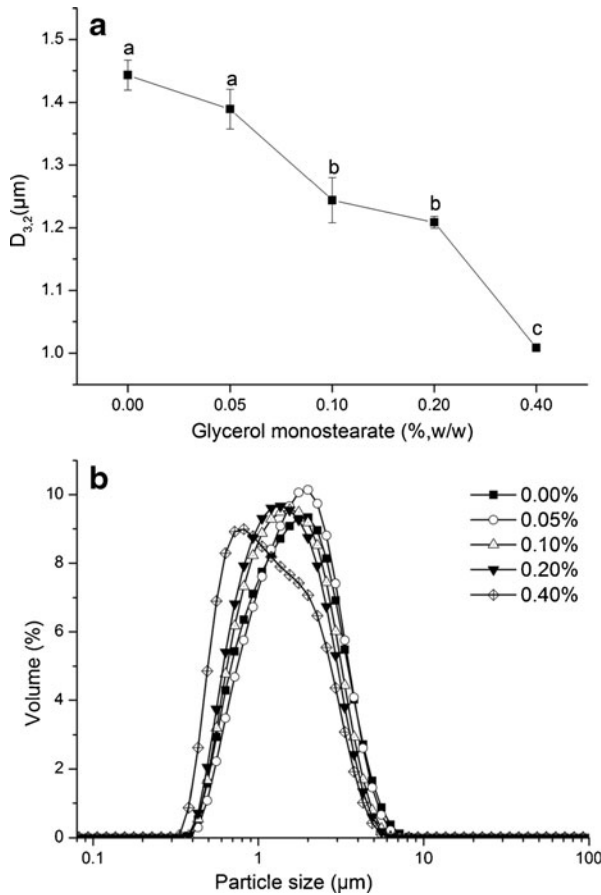 a
1.5
1.4
1.3
1.2
1.1
1.0
D3,2(μm)
a
a
b
b
c
0.00 0.05 0.10 0.20 0.40
Glycerol monostearate (%,w/w)
b
10
8
6
4
2
0
Volume (%)
0.00%
0.05%
0.10%
0.20%
0.40%
0.1 1 10 100
Particle size (μm)